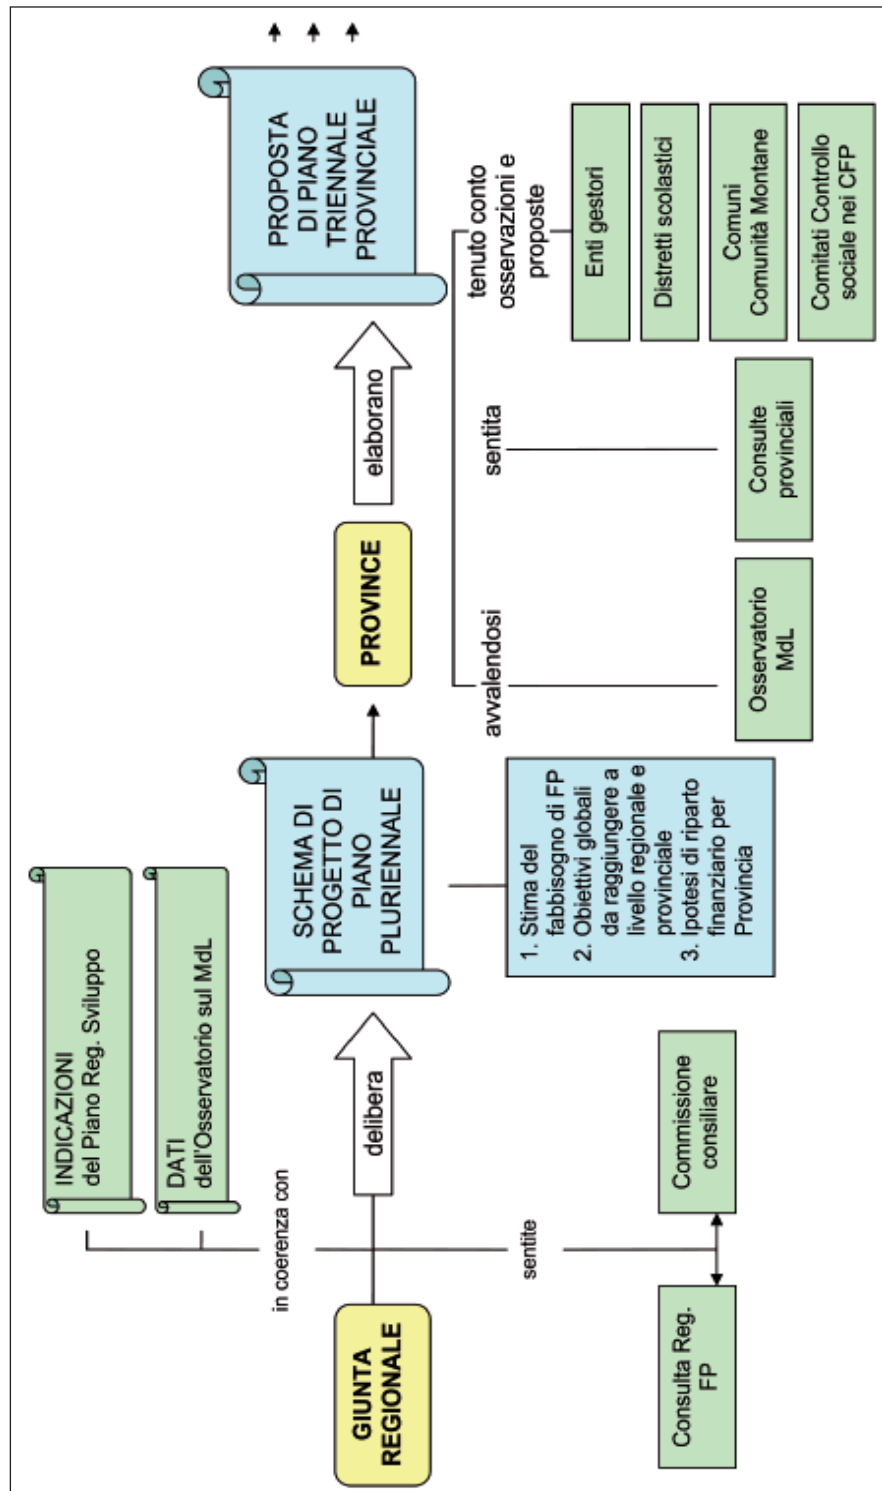 INDICAZIONI
del Piano Reg. Sviluppo
DATI
dell'Osservatorio sul MdL
in coerenza con
GIUNTA
REGIONALE
delibera
sentite
Consulta Reg.
FP
Commissione
consiliare
SCHEMA DI
PROGETTO DI
PIANO
PLURIENNALE
1. Stima del
fabbisogno di FP
2. Obiettivi globali
da raggiungere a
livello regionale e
provinciale
3. Ipotesi di riparto
finanziario per
Provincia
PROVINCE
elaborano
PROPOSTA
DI PIANO
TRIENNALE
PROVINCIALE
avvalendosi
Osservatorio
MdL
sentita
Consulte
provinciali
tenuto conto
osservazioni e
proposte
Enti gestori
Distretti scolastici
Comuni
Comunità Montane
Comitati Controllo
sociale nei CFP